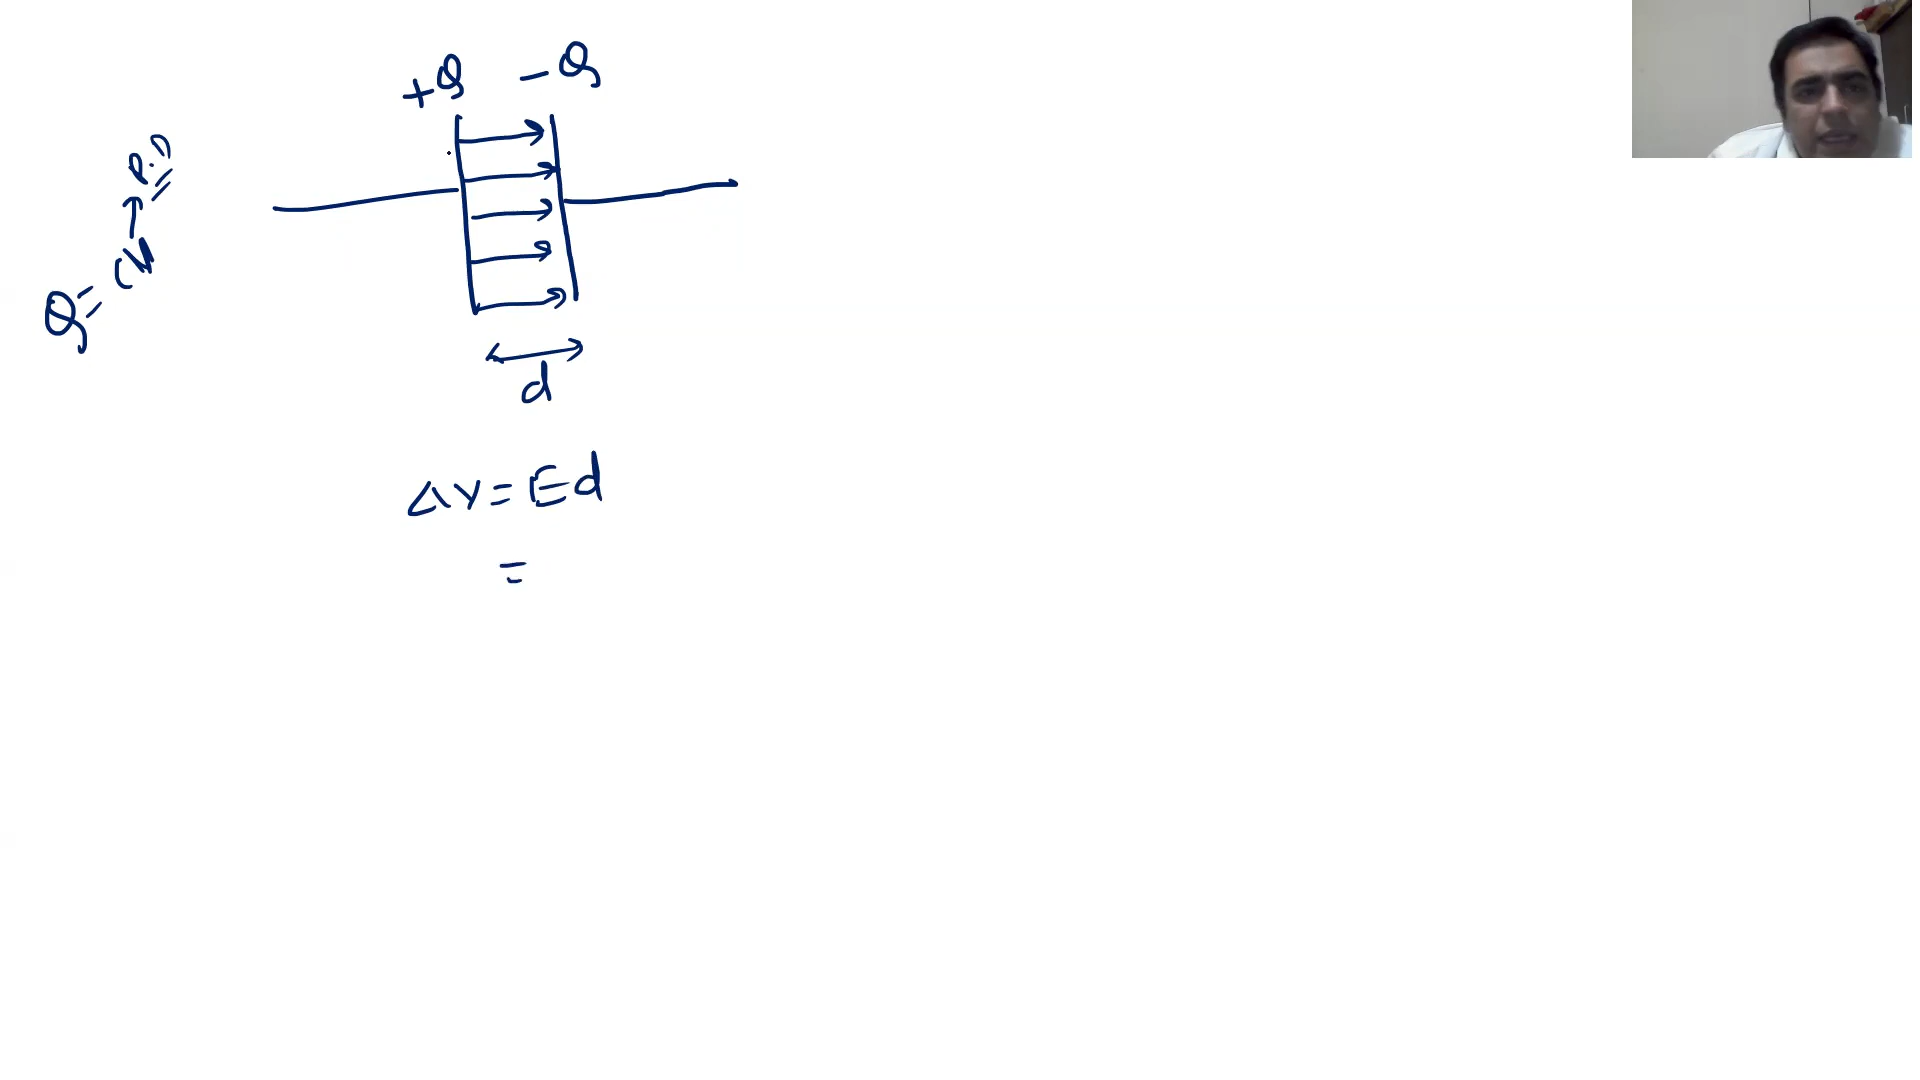 +Q -Q
P.D
Q = CV
d
ΔV = Ed
=